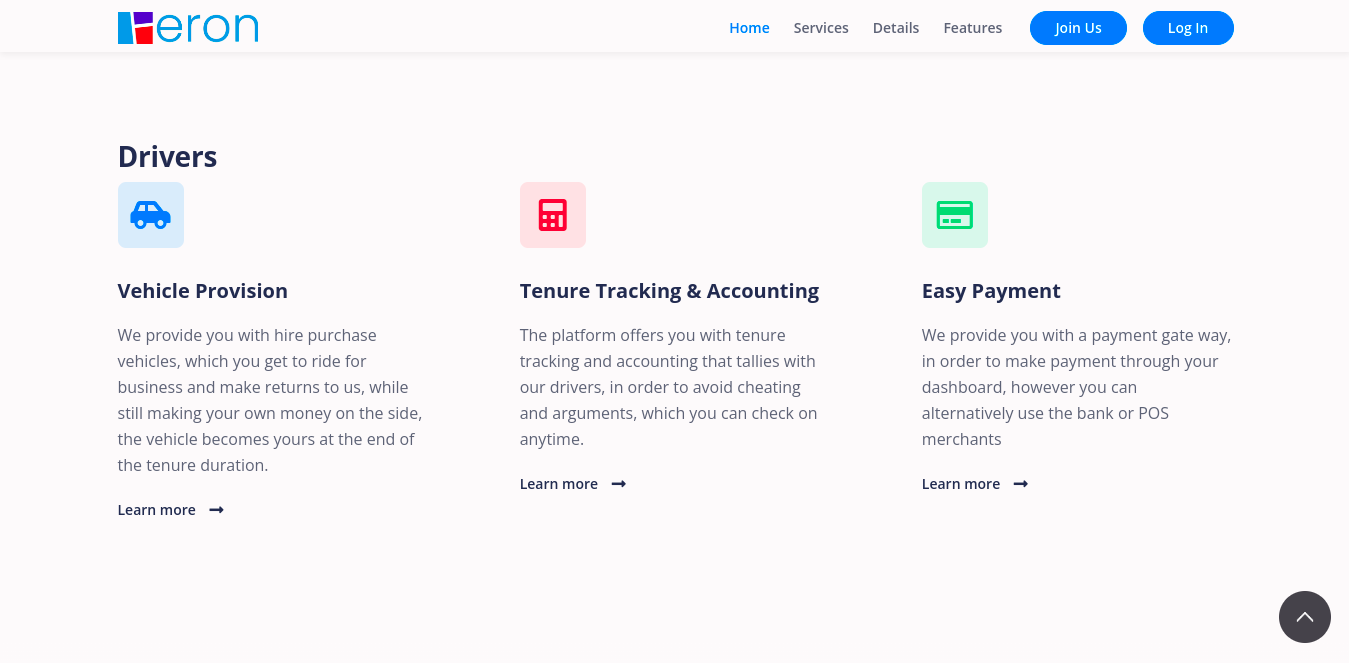 eron
Home Services Details Features Join Us Log In
Drivers
Vehicle Provision
We provide you with hire purchase
vehicles, which you get to ride for
business and make returns to us, while
still making your own money on the side,
the vehicle becomes yours at the end of
the tenure duration.
Learn more
Tenure Tracking & Accounting
The platform offers you with tenure
tracking and accounting that tallies with
our drivers, in order to avoid cheating
and arguments, which you can check on
anytime.
Learn more
Easy Payment
We provide you with a payment gate way,
in order to make payment through your
dashboard, however you can
alternatively use the bank or POS
merchants
Learn more